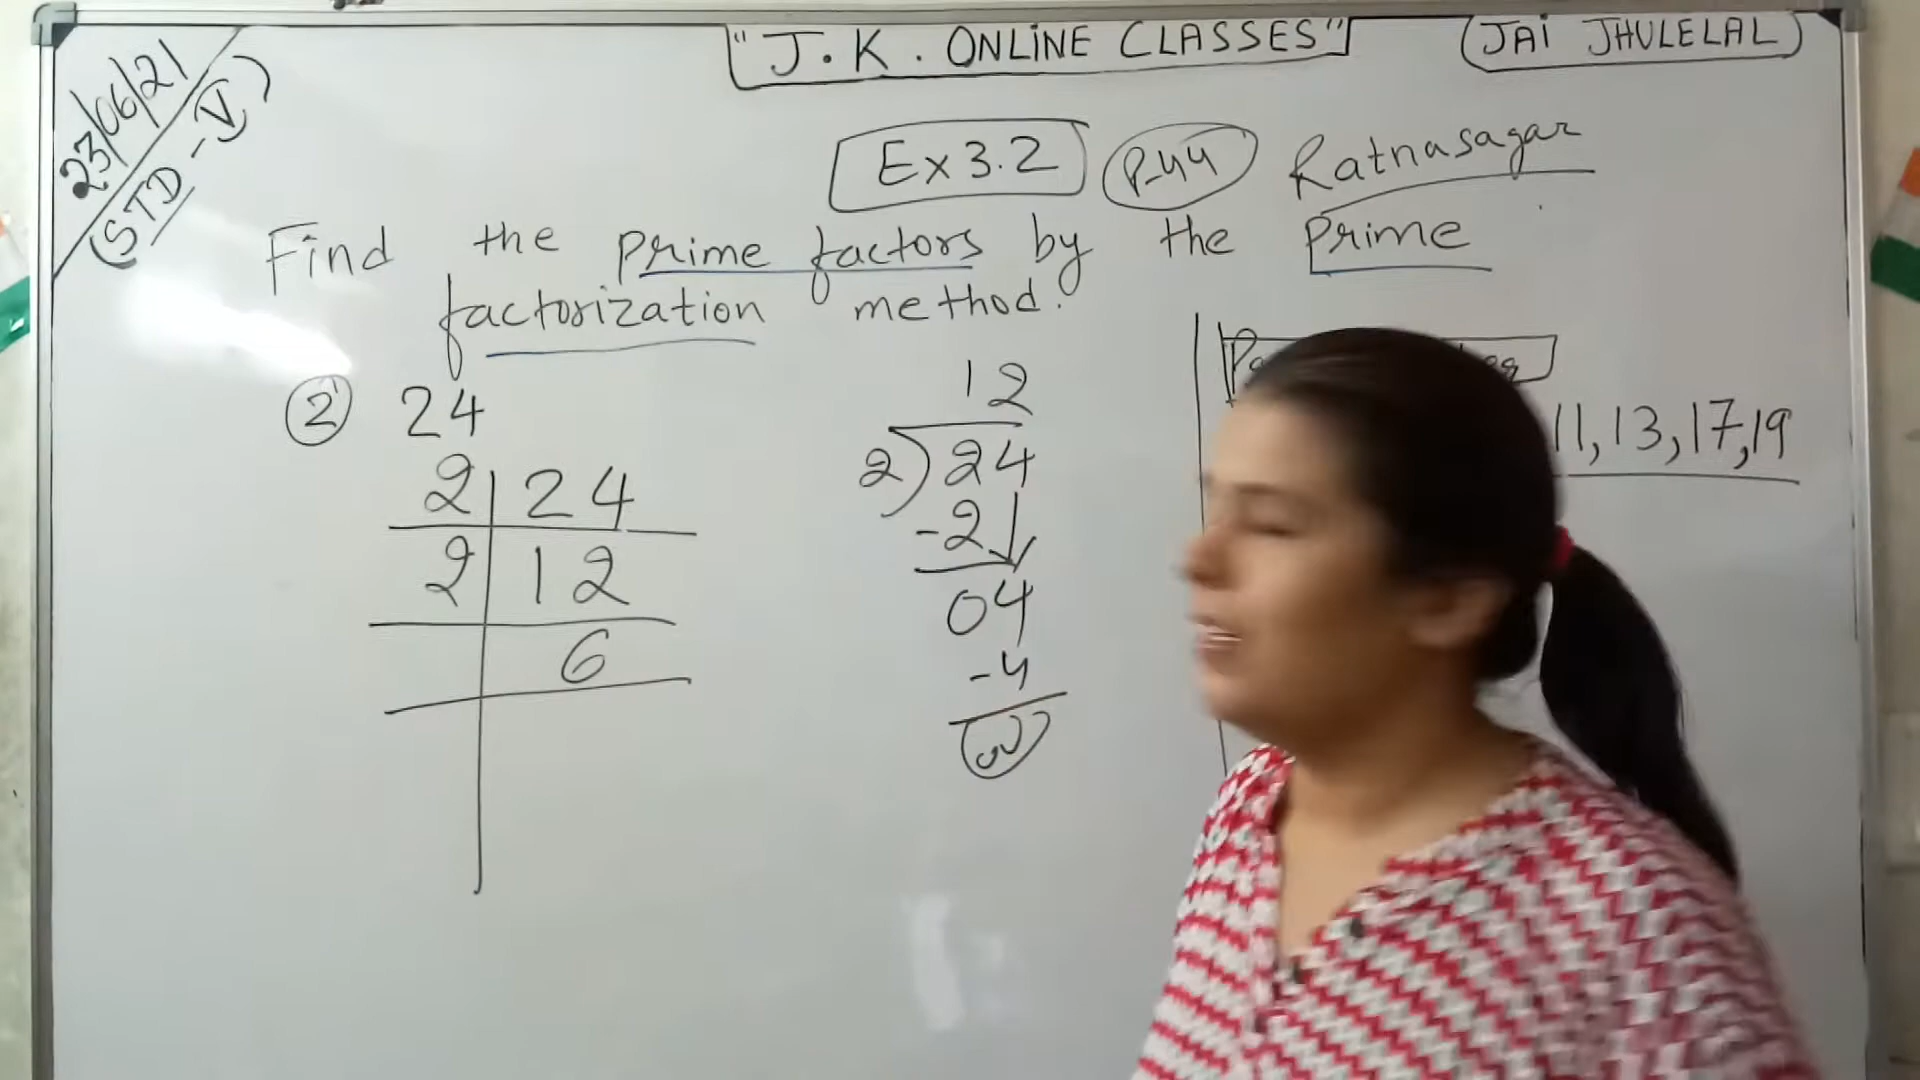 23/06/21
(STD-V)
"J.K. ONLiNE CLASSES"
(JAi JHULELAL)
Ex 3.2
P-44
Ratnasagar
Find the prime factors by the Prime
factorization method.
② 24
2 24
2 12
6
12
2) 24
-2
04
-4
11, 13, 17, 19